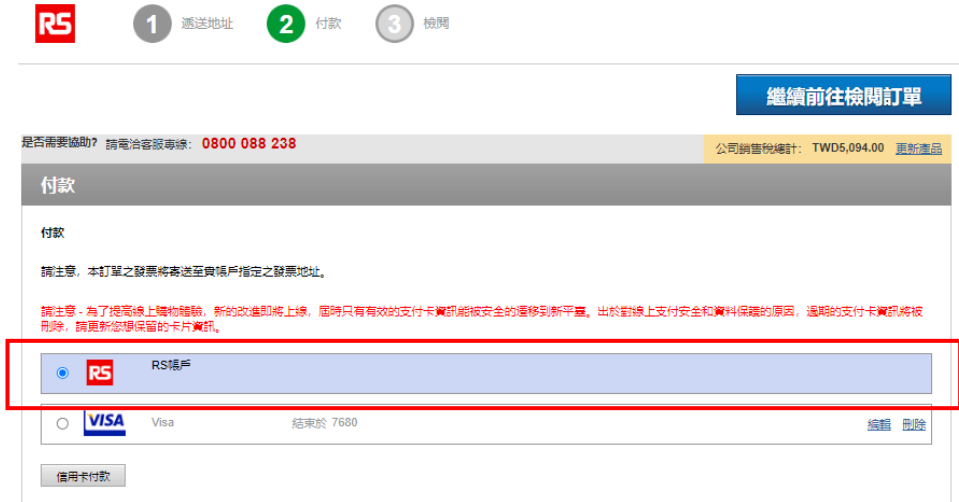 RS 1 遞送地址 2 付款 3 檢閱
繼續前往檢閱訂單
是否需要協助? 請電洽客服專線: 0800 088 238 公司銷售稅總計: TWD5,094.00 更新產品
付款
付款
請注意, 本訂單之發票將寄送至貴帳戶指定之發票地址。
請注意 - 為了提高線上購物體驗, 新的改進即將上線, 屆時只有有效的支付卡資訊能被安全的遷移到新平臺。出於對線上支付安全和資料保護的原因, 過期的支付卡資訊將被
刪除, 請更新您想保留的卡片資訊。
RS RS帳戶
VISA Visa 結束於 7680 編輯 刪除
信用卡付款